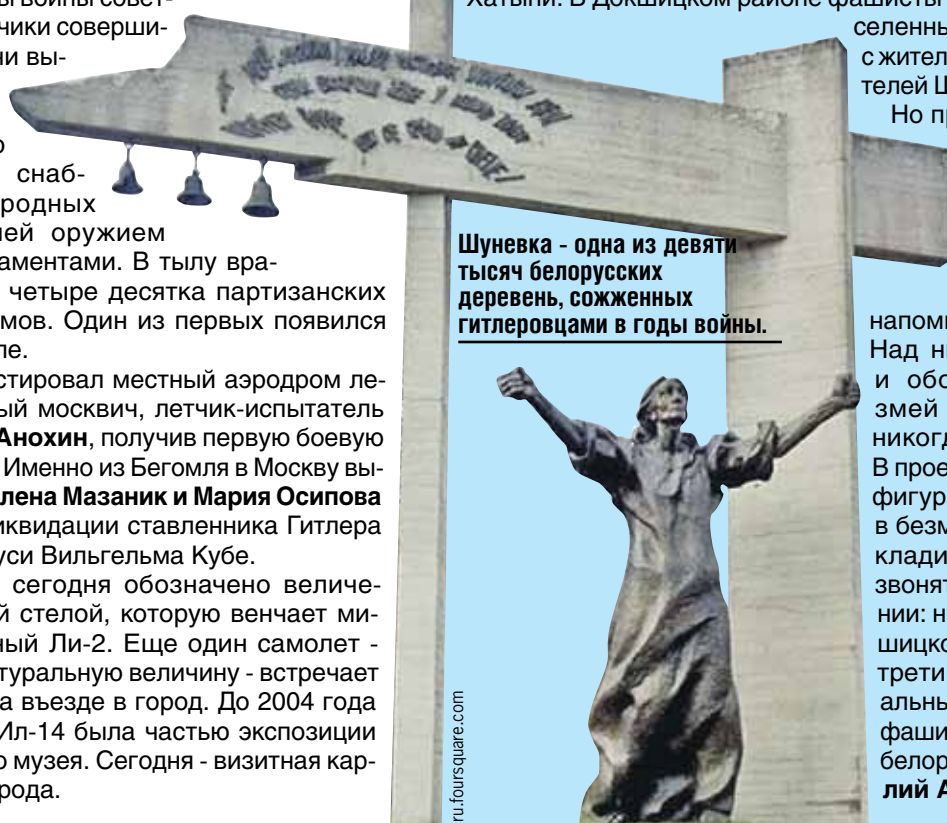 ы войны совет-
чики соверши-
ни вы-
о
снаб-
родных
ей оружием
аментами. В тылу вра-
четыре десятка партизанских
мов. Один из первых появился
ле.
стировал местный аэродром ле-
ый москвич, летчик-испытатель
Анохин, получив первую боевую
Именно из Бегомля в Москву вы-
лена Мазаник и Мария Осипова
иквидации ставленника Гитлера
уси Вильгельма Кубе.
сегодня обозначено величе-
й стелой, которую венчает ми-
ный Ли-2. Еще один самолет -
туральную величину - встречает
а въезде в город. До 2004 года
Ил-14 была частью экспозиции
о музея. Сегодня - визитная кар-
рода.
Шуневка - одна из девяти
тысяч белорусских
деревень, сожженных
гитлеровцами в годы войны.
ru.foursquare.com
Хатыни. В Докшицком районе фашисты
селенны
с жител
телей Ш
Но пр
напоми
Над н
и обо
змей
никогд
В прое
фигур
в безм
клади
звонят
нии: н
шицко
трети
альны
фаши
белор
лий А